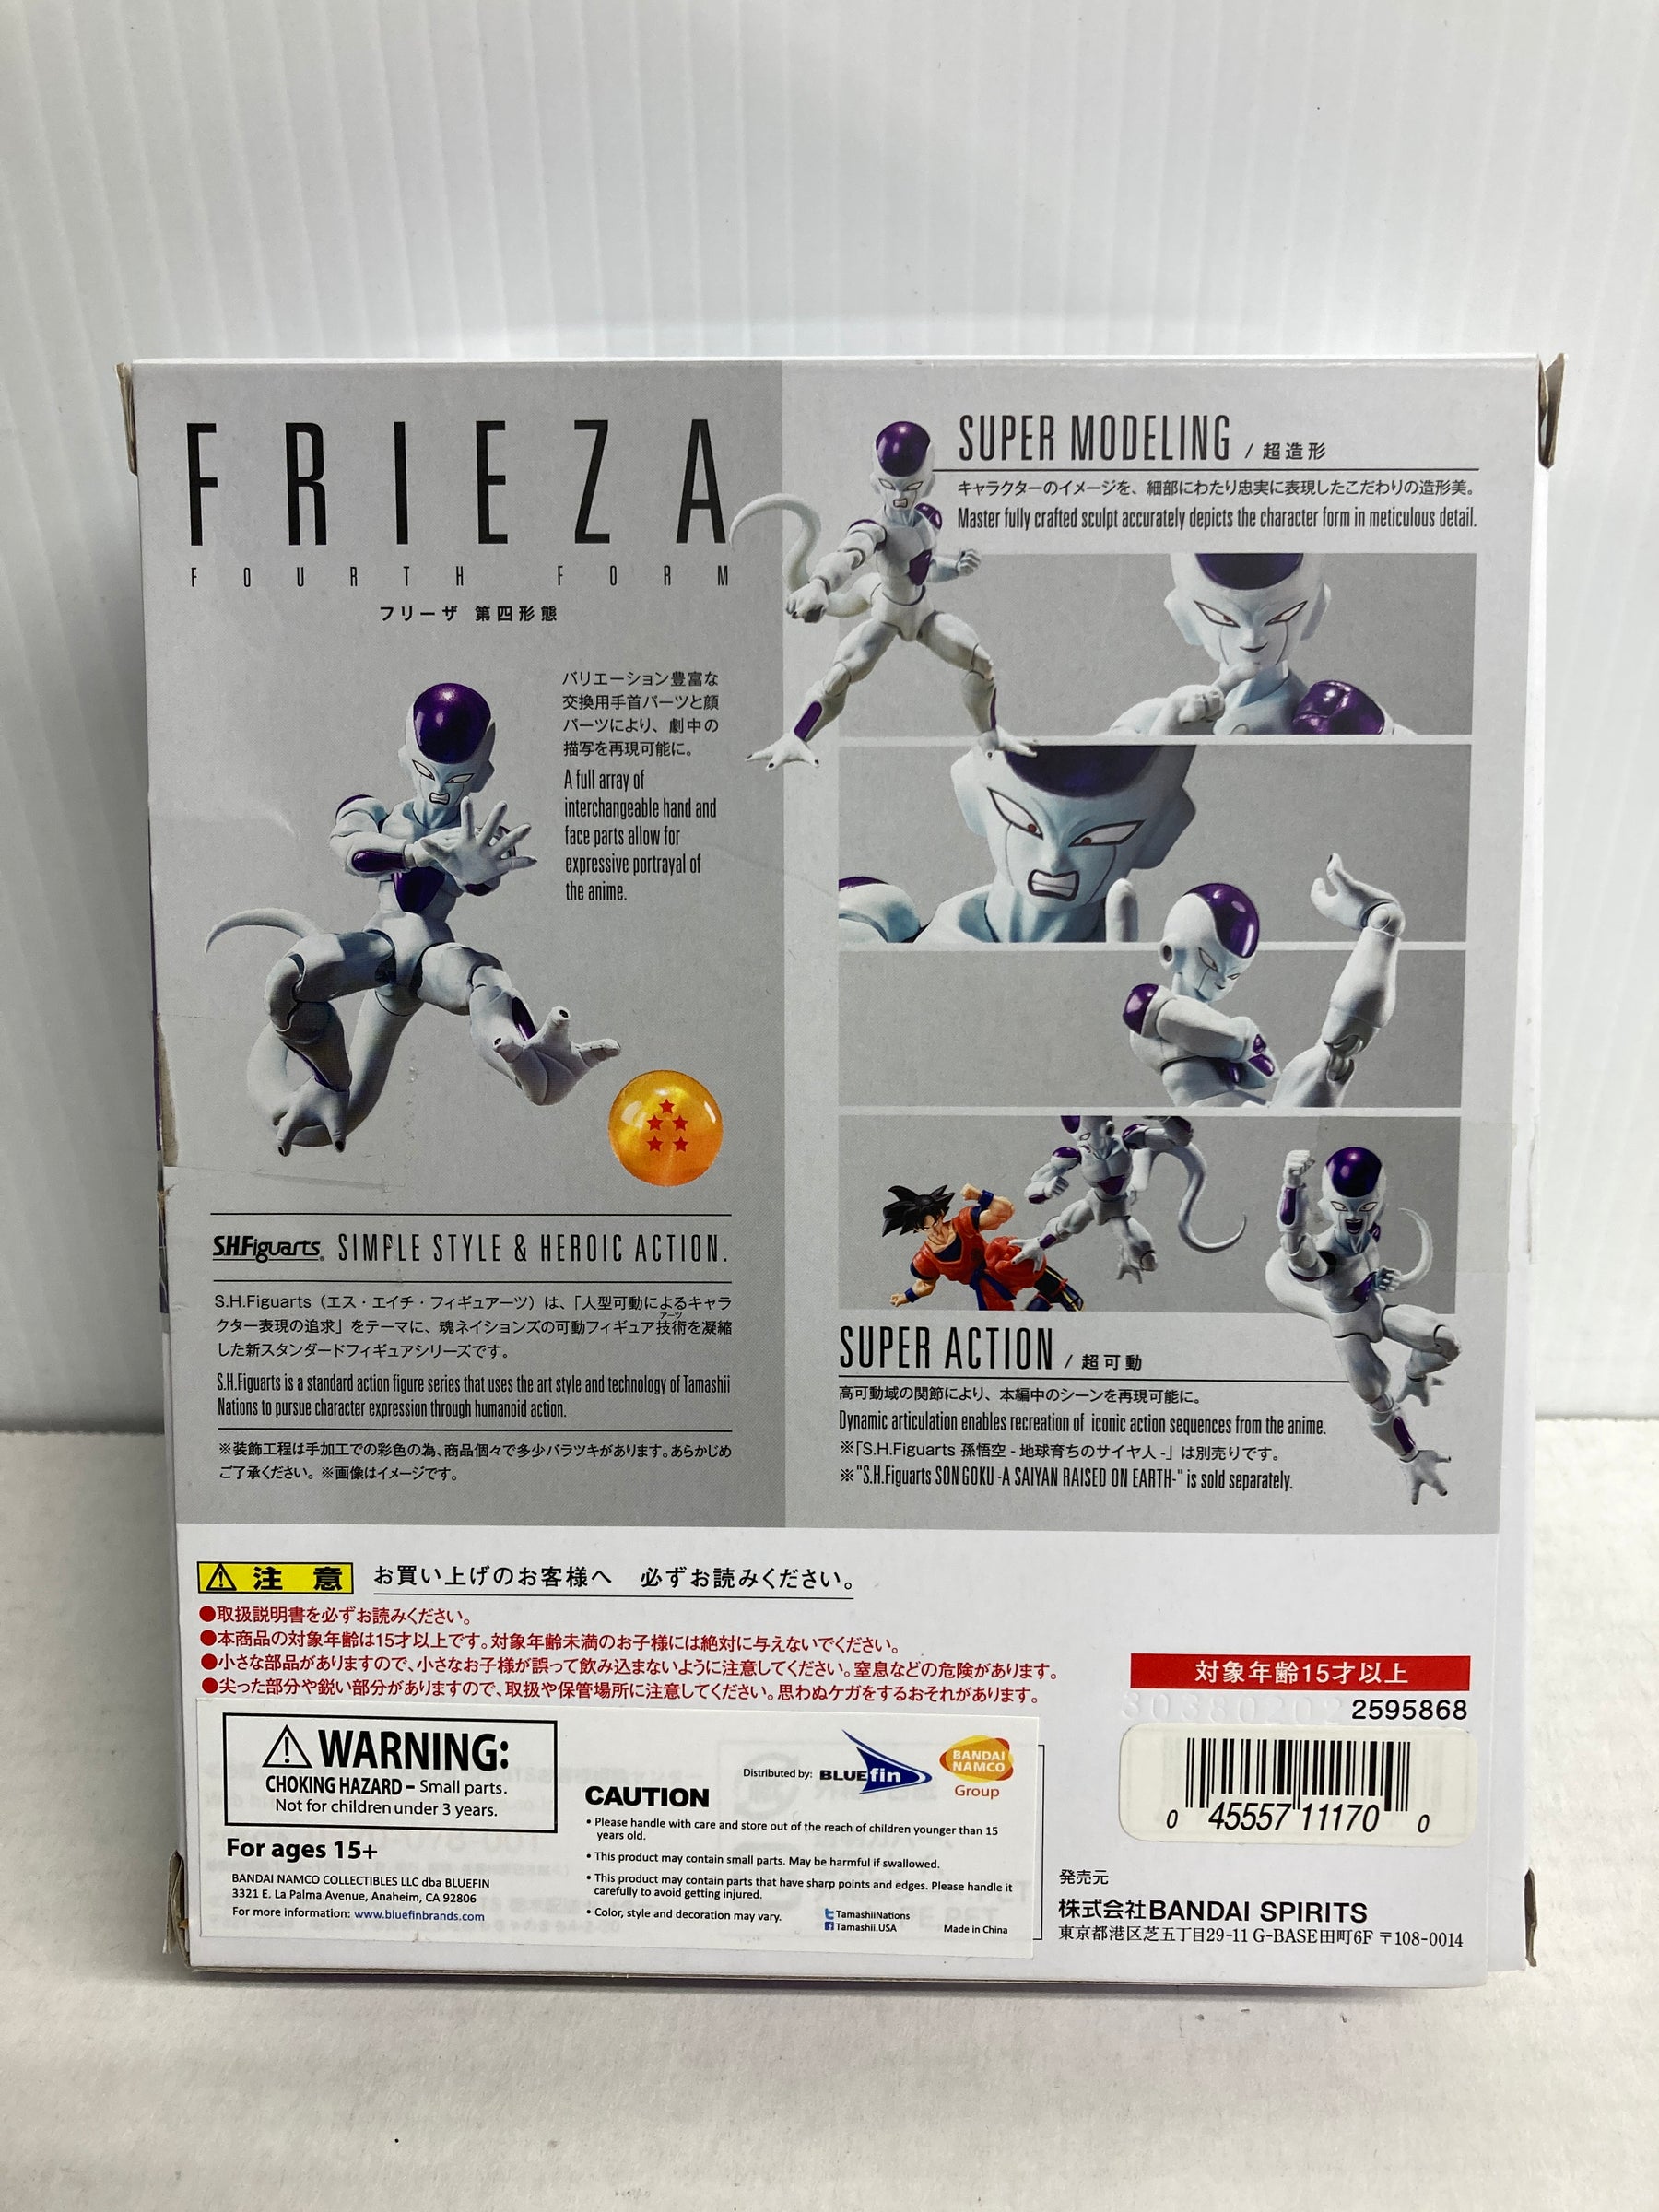 FRIEZA
FOURTH FORM
フリーザ 第四形態
バリエーション豊富な
交換用手首パーツと顔
パーツにより、劇中の
描写を再現可能に。
A full array of
interchangeable hand and
face parts allow for
expressive portrayal of
the anime.
S.H.Figuarts. SIMPLE STYLE & HEROIC ACTION.
S.H.Figuarts（エス・エイチ・フィギュアーツ）は、「人型可動によるキャラ
クター表現の追求」をテーマに、魂ネイションズの可動フィギュア技術を凝縮
アーツ
した新スタンダードフィギュアシリーズです。
S.H.Figuarts is a standard action figure series that uses the art style and technology of Tamashii
Nations to pursue character expression through humanoid action.
※装飾工程は手加工での彩色の為、商品個々で多少バラツキがあります。あらかじめ
ご了承ください。※画像はイメージです。
SUPER MODELING / 超造形
キャラクターのイメージを、細部にわたり忠実に表現したこだわりの造形美。
Master fully crafted sculpt accurately depicts the character form in meticulous detail.
SUPER ACTION / 超可動
高可動域の関節により、本編中のシーンを再現可能に。
Dynamic articulation enables recreation of iconic action sequences from the anime.
※「S.H.Figuarts 孫悟空 - 地球育ちのサイヤ人 -」は別売りです。
※"S.H.Figuarts SON GOKU -A SAIYAN RAISED ON EARTH-" is sold separately.
注 意 お買い上げのお客様へ 必ずお読みください。
●取扱説明書を必ずお読みください。
●本商品の対象年齢は15才以上です。対象年齢未満のお子様には絶対に与えないでください。
●小さな部品がありますので、小さなお子様が誤って飲み込まないように注意してください。窒息などの危険があります。
●尖った部分や鋭い部分がありますので、取扱や保管場所に注意してください。思わぬケガをするおそれがあります。
WARNING:
CHOKING HAZARD – Small parts.
Not for children under 3 years.
For ages 15+
BANDAI NAMCO COLLECTIBLES LLC dba BLUEFIN
3321 E. La Palma Avenue, Anaheim, CA 92806
For more information: www.bluefinbrands.com
Distributed by: BLUEfin
BANDAI
NAMCO
Group
CAUTION
• Please handle with care and store out of the reach of children younger than 15
years old.
• This product may contain small parts. May be harmful if swallowed.
• This product may contain parts that have sharp points and edges. Please handle it
carefully to avoid getting injured.
• Color, style and decoration may vary.
TamashiiNations
Tamashii.USA
Made in China
対象年齢15才以上
30380202
2595868
0 45557 11170 0
発売元
株式会社BANDAI SPIRITS
東京都港区芝五丁目29-11 G-BASE田町6F 〒108-0014